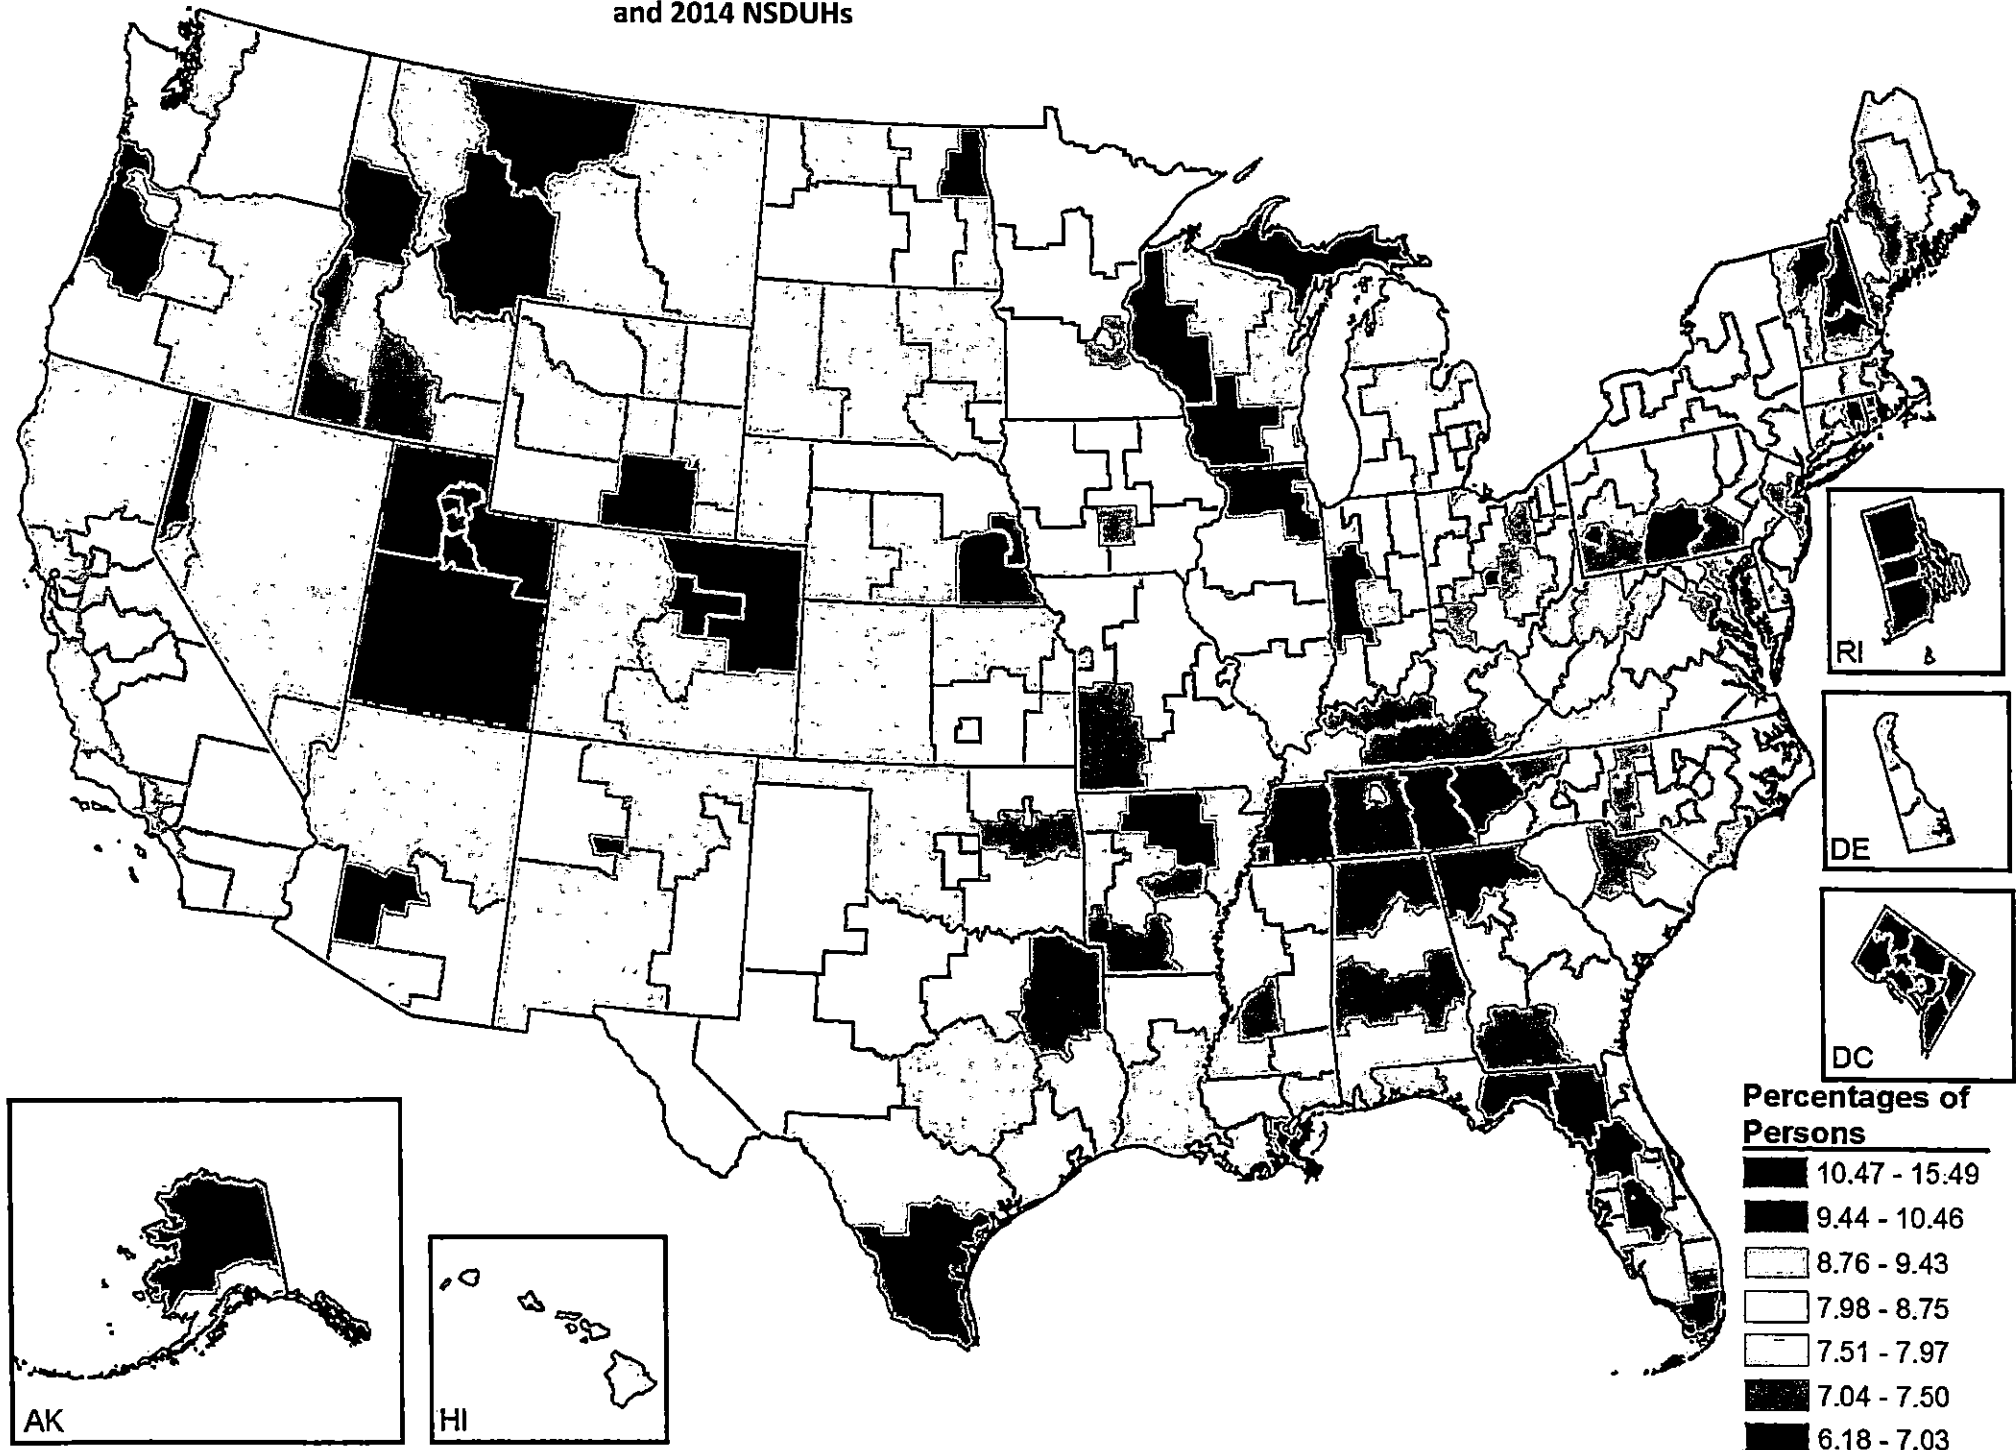 and 2014 NSDUHs
RI
DE
DC
AK
HI
Percentages of
Persons
10.47 - 15.49
9.44 - 10.46
8.76 - 9.43
7.98 - 8.75
7.51 - 7.97
7.04 - 7.50
6.18 - 7.03